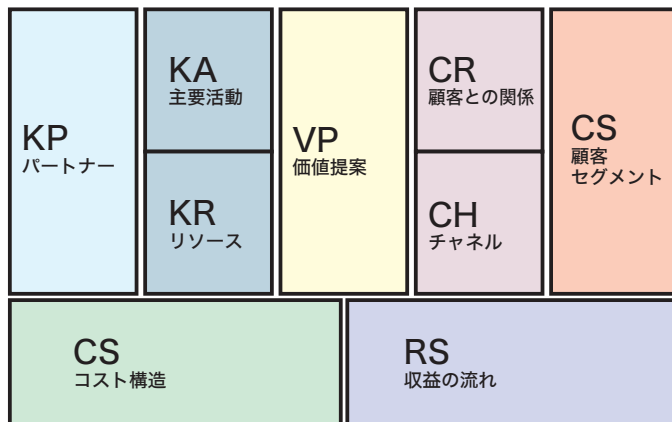 KP
パートナー
KA
主要活動
KR
リソース
VP
価値提案
CR
顧客との関係
CH
チャネル
CS
顧客
セグメント
CS
コスト構造
RS
収益の流れ